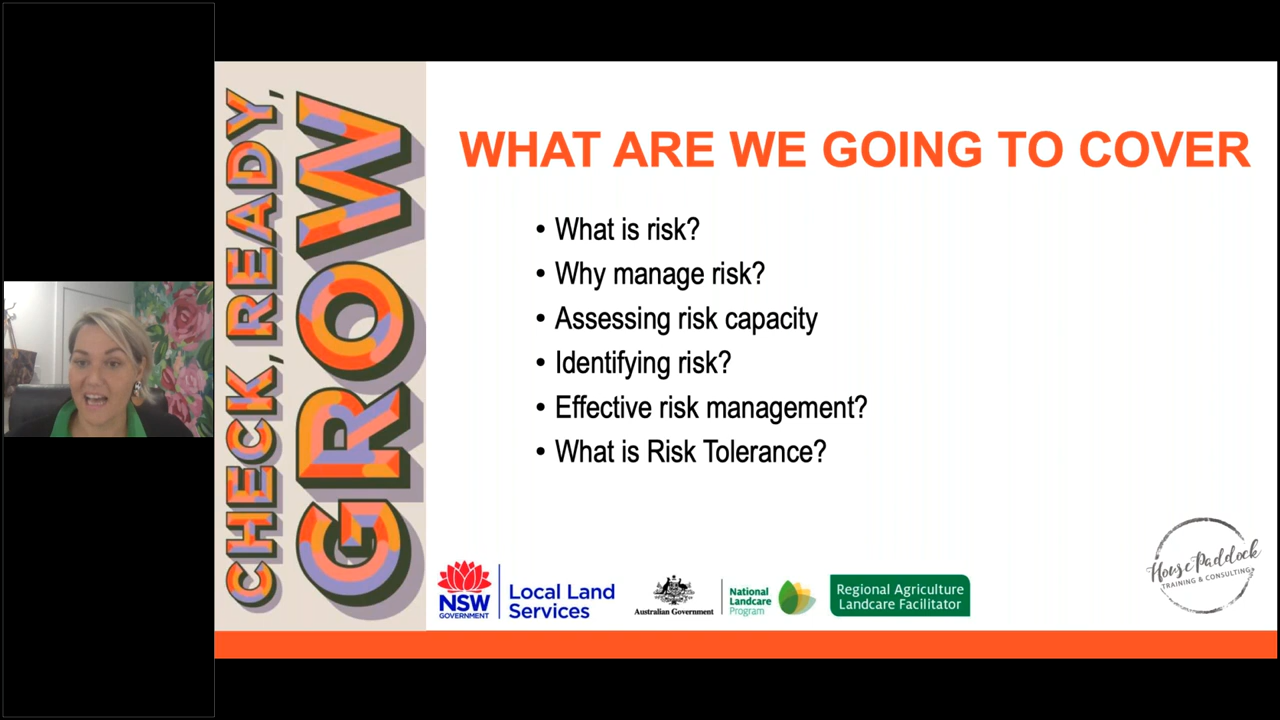 CHECK, READY,
GROW
WHAT ARE WE GOING TO COVER
• What is risk?
• Why manage risk?
• Assessing risk capacity
• Identifying risk?
• Effective risk management?
• What is Risk Tolerance?
NSW
GOVERNMENT
Local Land
Services
Australian Government
National
Landcare
Program
Regional Agriculture
Landcare Facilitator
House Paddock
TRAINING & CONSULTING